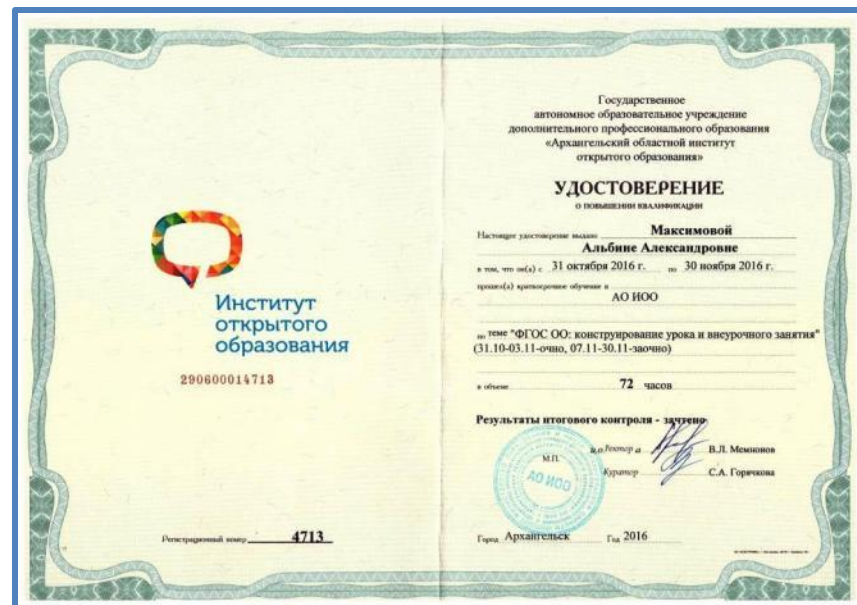 Институт
открытого
образования
290600014713
Регистрационный номер 4713
Государственное
автономное образовательное учреждение
дополнительного профессионального образования
«Архангельский областной институт
открытого образования»
УДОСТОВЕРЕНИЕ
О ПОВЫШЕНИИ КВАЛИФИКАЦИИ
Настоящее удостоверение выдано Максимовой
Альбине Александровне
в том, что он(а) с 31 октября 2016 г. по 30 ноября 2016 г.
прошел(а) краткосрочное обучение в
АО ИОО
по теме "ФГОС ОО: конструирование урока и внеурочного занятия"
(31.10-03.11-очно, 07.11-30.11-заочно)
в объеме 72 часов
Результаты итогового контроля - зачтено
и.о Ректор а В.Л. Мемнонов
М.П.
Куратор С.А. Горячкова
АО ИОО
Город Архангельск Год 2016